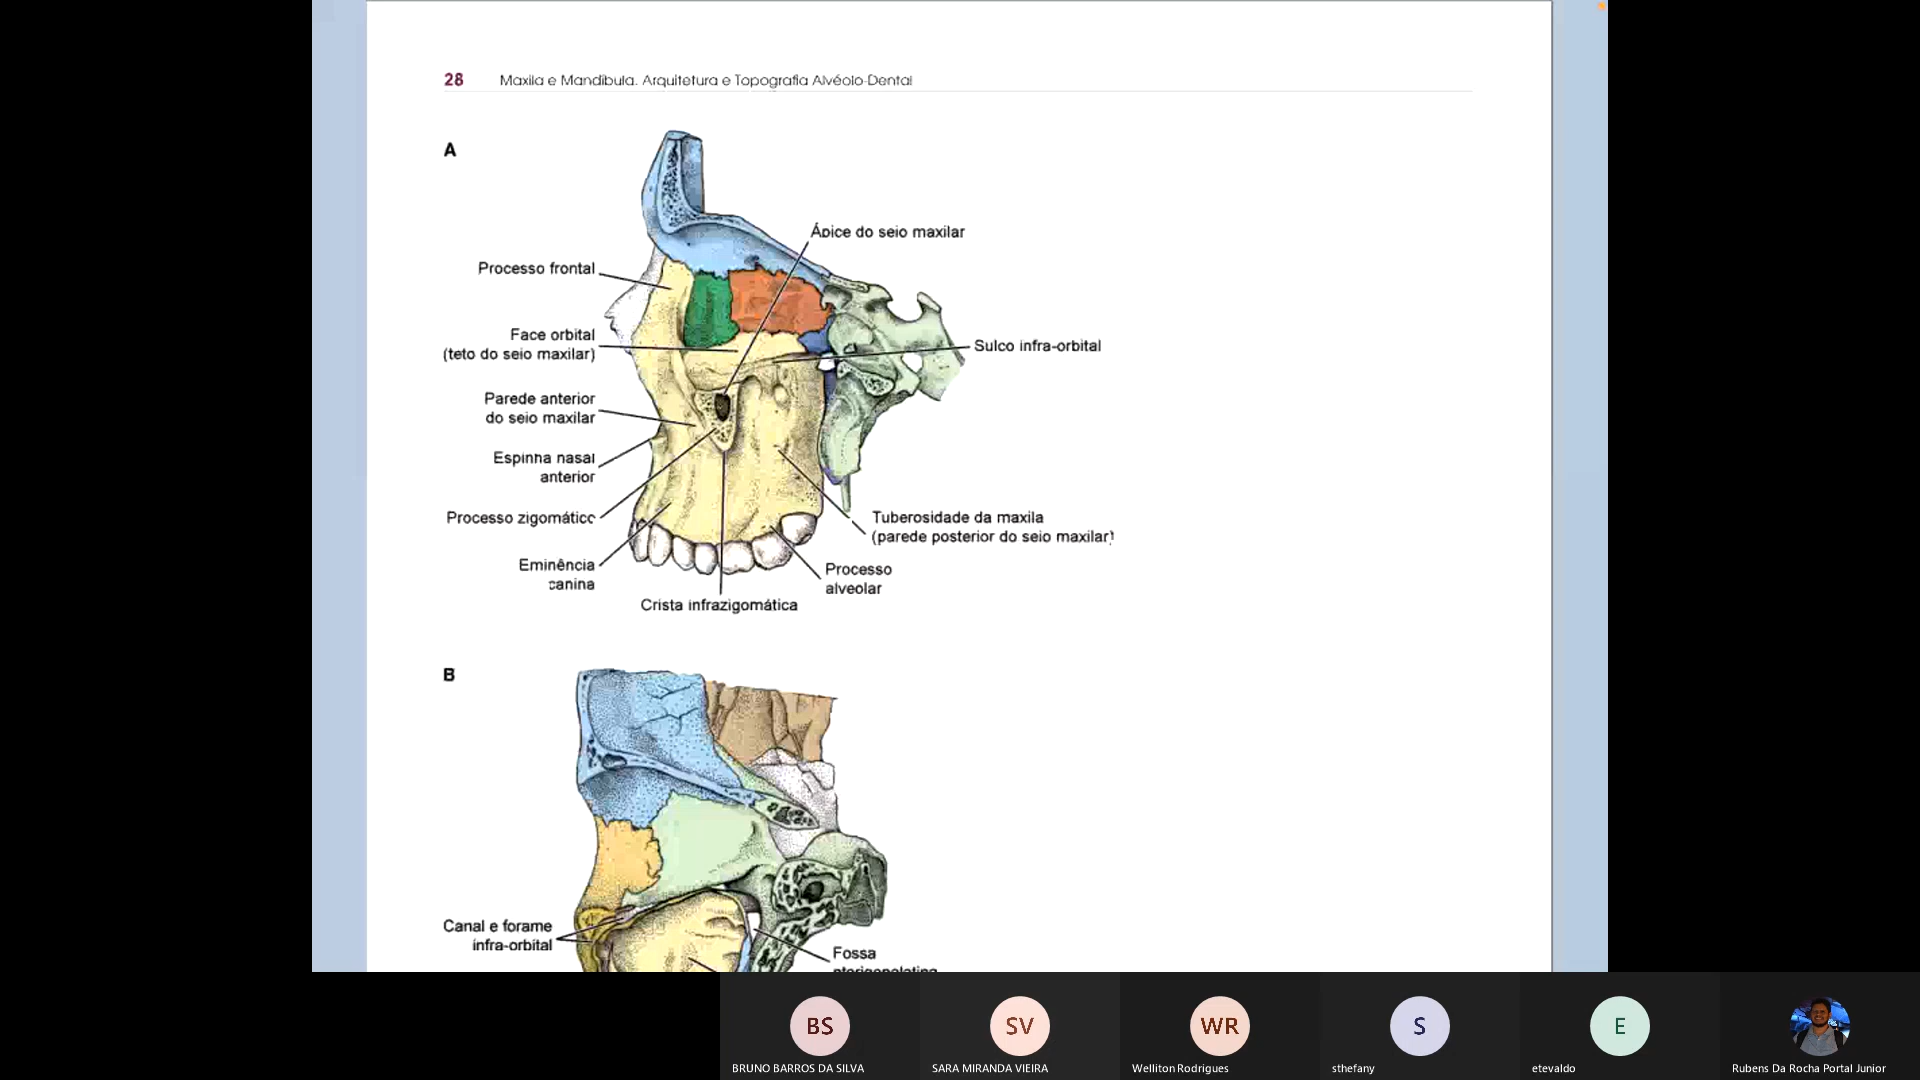 28 Maxila e Mandíbula. Arquitetura e Topografia Alvéolo-Dental
A
Ápice do seio maxilar
Processo frontal
Face orbital
(teto do seio maxilar)
Sulco infra-orbital
Parede anterior
do seio maxilar
Espinha nasal
anterior
Processo zigomático
Tuberosidade da maxila
(parede posterior do seio maxilar)
Eminência
canina
Processo
alveolar
Crista infrazigomática
B
Canal e forame
infra-orbital
Fossa
pterigopalatina
BS
SV
WR
S
E
BRUNO BARROS DA SILVA
SARA MIRANDA VIEIRA
Welliton Rodrigues
sthefany
etevaldo
Rubens Da Rocha Portal Junior